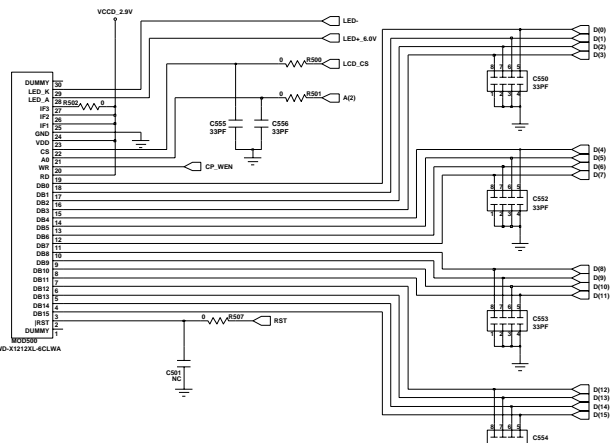 VCCD_2.9V
LED-
LED+_6.0V
0 R500 LCD_CS
0 R501 A(2)
C555
33PF
C556
33PF
CP_WEN
0 R507 RST
C501
NC
DUMMY 30
LED_K 29
LED_A 28
IF3 27
R502 0
IF2 26
IF1 25
GND 24
VDD 23
CS 22
A0 21
WR 20
RD 19
DB0 18
DB1 17
DB2 16
DB3 15
DB4 14
DB5 13
DB6 12
DB7 11
DB8 10
DB9 9
DB10 8
DB11 7
DB12 6
DB13 5
DB14 4
DB15 3
|RST 2
DUMMY 1
MOD500
WD-X1212XL-6CLWA
D(0)
D(1)
D(2)
D(3)
8 7 6 5
C550
33PF
1 2 3 4
D(4)
D(5)
D(6)
D(7)
8 7 6 5
C552
33PF
1 2 3 4
D(8)
D(9)
D(10)
D(11)
8 7 6 5
C553
33PF
1 2 3 4
D(12)
D(13)
D(14)
D(15)
8 7 6 5
C554